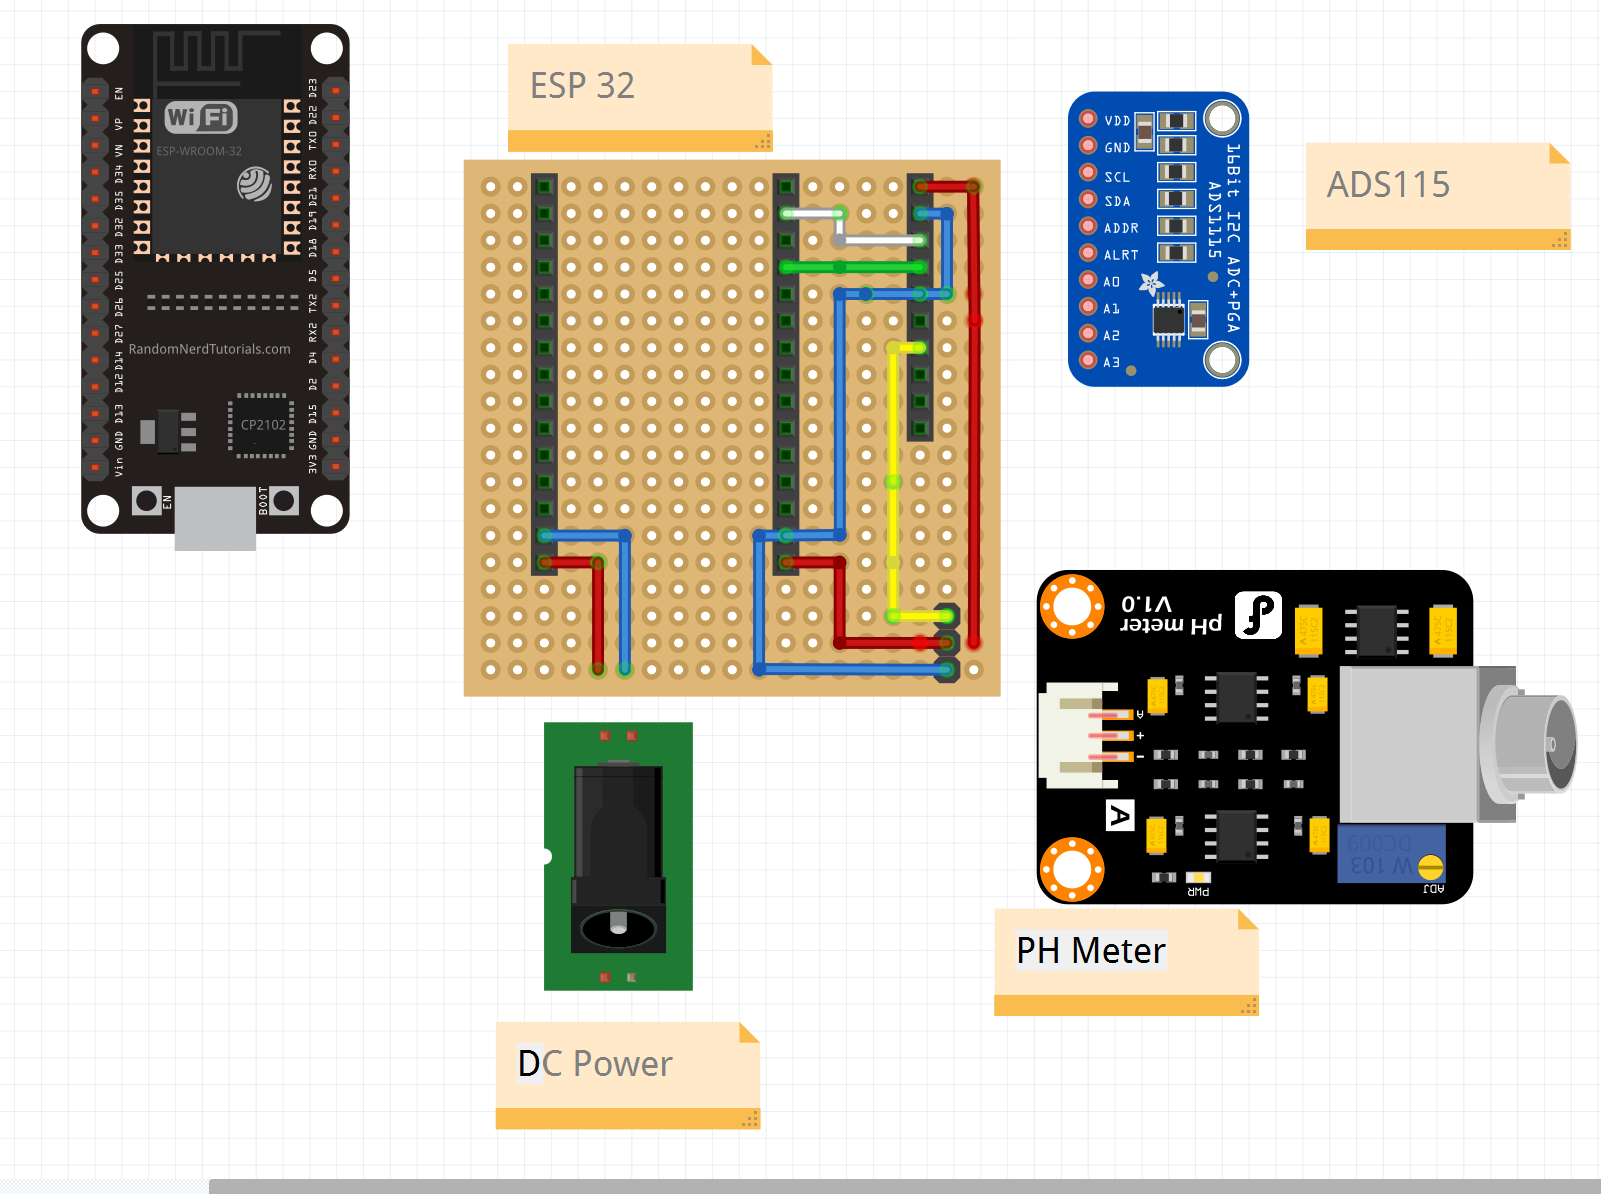 ESP 32
ADS115
PH Meter
DC Power
EN
VP
VN
D34
D35
D32
D33
D25
D26
D27
D14
D12
D13
GND
Vin
D23
D22
TX0
RX0
D21
D19
D18
D5
TX2
RX2
D4
D2
D15
GND
3V3
Wi Fi
ESP-WROOM-32
RandomNerdTutorials.com
CP2102
EN
BOOT
VDD
GND
SCL
SDA
ADDR
ALRT
A0
A1
A2
A3
16Bit I2C ADC+PGA
ADS1115
pH meter
V1.0
A
+
-
A
PWR
W 103
DC009
ADJ